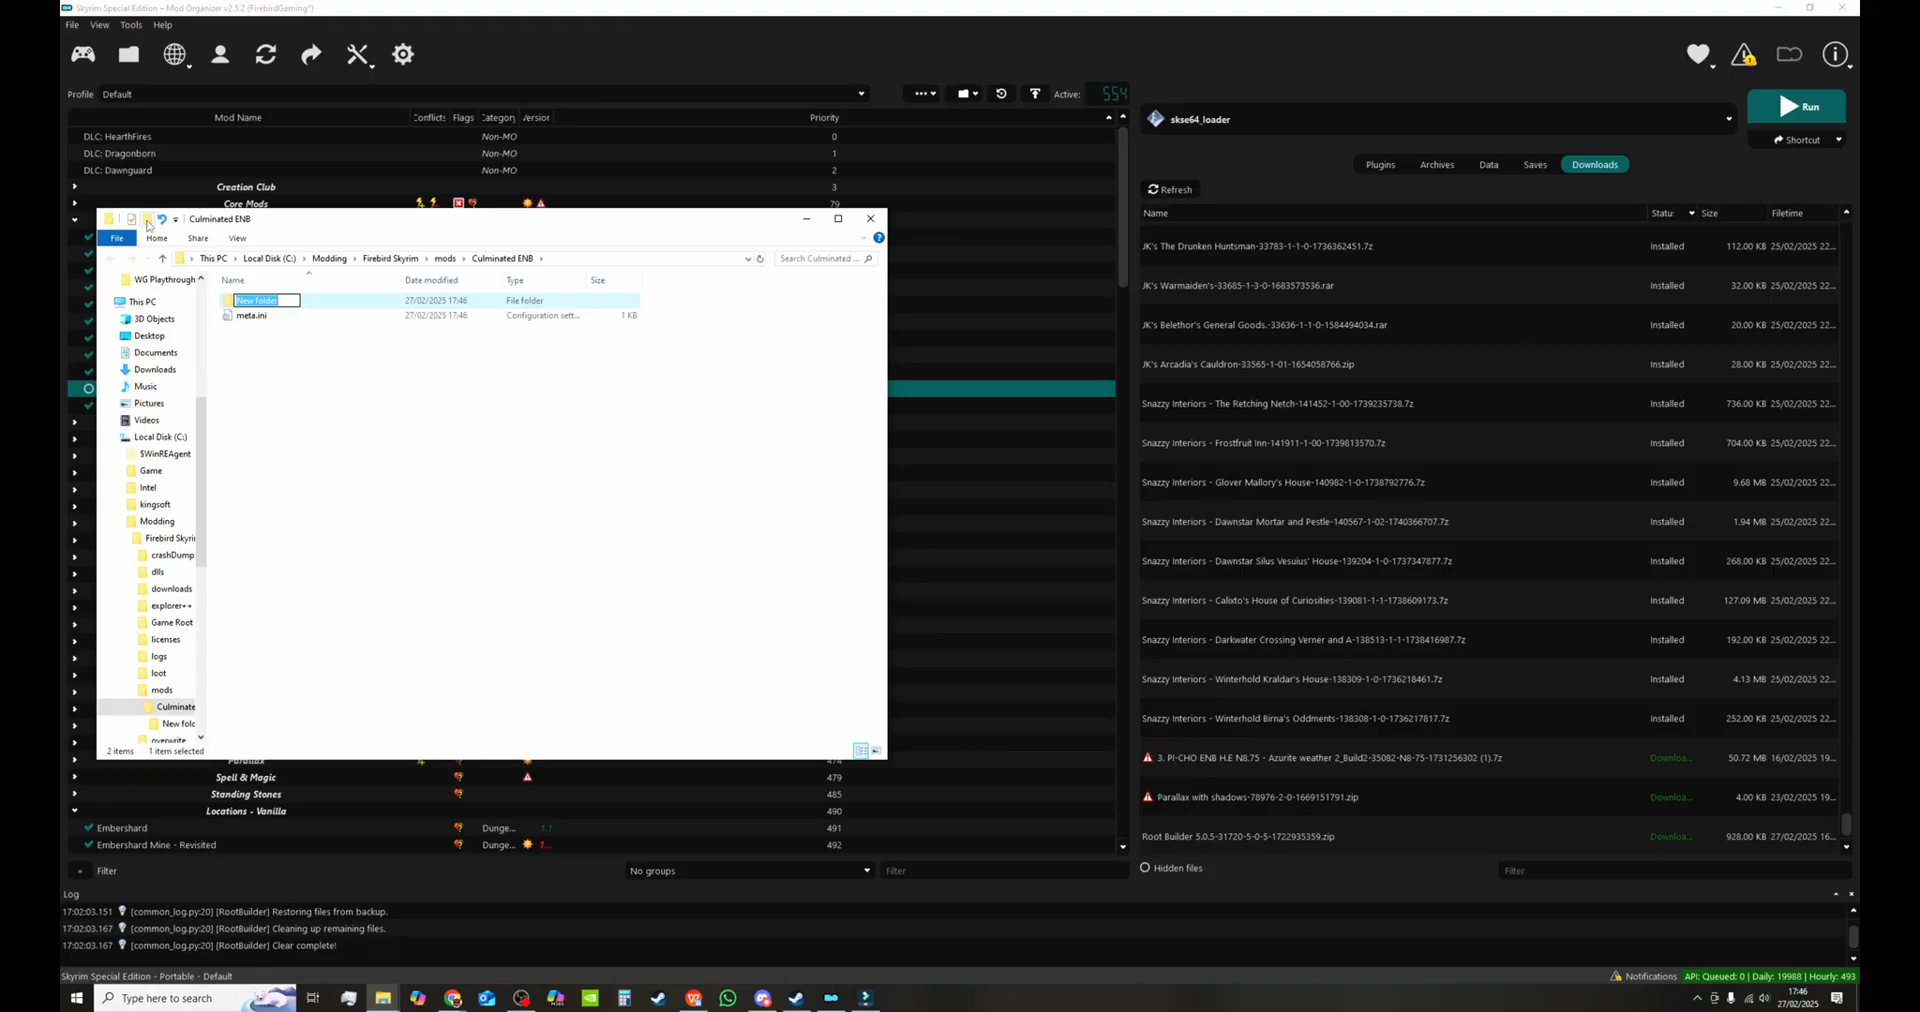 Skyrim Special Edition – Mod Organizer v2.5.2 (FirebirdGaming*)
File View Tools Help
Profile Default
Active: 554
Mod Name Conflicts Flags Category Version Priority
DLC: HearthFires Non-MO 0
DLC: Dragonborn Non-MO 1
DLC: Dawnguard Non-MO 2
Creation Club 3
Core Mods 79
Culminated ENB
File Home Share View
This PC Local Disk (C:) Modding Firebird Skyrim mods Culminated ENB
Search Culminated ...
Name Date modified Type Size
New folder 27/02/2025 17:46 File folder
meta.ini 27/02/2025 17:46 Configuration sett... 1 KB
WG Playthrough
This PC
3D Objects
Desktop
Documents
Downloads
Music
Pictures
Videos
Local Disk (C:)
$WinREAgent
Game
Intel
kingsoft
Modding
Firebird Skyri
crashDump
dlls
downloads
explorer++
Game Root
licenses
logs
loot
mods
Culminate
New folc
overwrite
2 items 1 item selected
Parallax 474
Spell & Magic 479
Standing Stones 485
Locations - Vanilla 490
Embershard Dunge... 1.1 491
Embershard Mine - Revisited Dunge... 492
Filter No groups Filter
skse64_loader
Run
Shortcut
Plugins Archives Data Saves Downloads
Refresh
Name Statu: Size Filetime
JK's The Drunken Huntsman-33783-1-1-0-1736362451.7z Installed 112.00 KB 25/02/2025 22...
JK's Warmaiden's-33685-1-3-0-1683573536.rar Installed 32.00 KB 25/02/2025 22...
JK's Belethor's General Goods.-33636-1-1-0-1584494034.rar Installed 20.00 KB 25/02/2025 22...
JK's Arcadia's Cauldron-33565-1-01-1654058766.zip Installed 28.00 KB 25/02/2025 22...
Snazzy Interiors - The Retching Netch-141452-1-00-1739235738.7z Installed 736.00 KB 25/02/2025 22...
Snazzy Interiors - Frostfruit Inn-141911-1-00-1739813570.7z Installed 704.00 KB 25/02/2025 22...
Snazzy Interiors - Glover Mallory's House-140982-1-0-1738792776.7z Installed 9.68 MB 25/02/2025 22...
Snazzy Interiors - Dawnstar Mortar and Pestle-140567-1-02-1740366707.7z Installed 1.94 MB 25/02/2025 22...
Snazzy Interiors - Dawnstar Silus Vesuius' House-139204-1-0-1737347877.7z Installed 268.00 KB 25/02/2025 22...
Snazzy Interiors - Calixto's House of Curiosities-139081-1-1-1738609173.7z Installed 127.09 MB 25/02/2025 22...
Snazzy Interiors - Darkwater Crossing Verner and A-138513-1-1-1738416987.7z Installed 192.00 KB 25/02/2025 22...
Snazzy Interiors - Winterhold Kraldar's House-138309-1-0-1736218461.7z Installed 4.13 MB 25/02/2025 22...
Snazzy Interiors - Winterhold Birna's Oddments-138308-1-0-1736217817.7z Installed 252.00 KB 25/02/2025 22...
3. PI-CHO ENB H.E N8.75 - Azurite weather 2_Build2-35082-N8-75-1731256302 (1).7z Downloa... 50.72 MB 16/02/2025 19...
Parallax with shadows-78976-2-0-1669151791.zip Downloa... 4.00 KB 23/02/2025 19...
Root Builder 5.0.5-31720-5-0-5-1722935359.zip Downloa... 928.00 KB 27/02/2025 16...
Hidden files Filter
Log
17:02:03.151 [common_log.py:20] [RootBuilder] Restoring files from backup.
17:02:03.167 [common_log.py:20] [RootBuilder] Cleaning up remaining files.
17:02:03.167 [common_log.py:20] [RootBuilder] Clear complete!
Skyrim Special Edition - Portable - Default
Notifications API: Queued: 0 | Daily: 19988 | Hourly: 493
Type here to search
17:46
27/02/2025